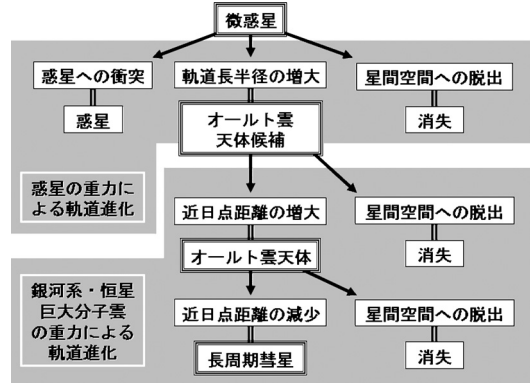 微惑星
惑星への衝突
軌道長半径の増大
星間空間への脱出
惑星
オールト雲
天体候補
消失
惑星の重力に
よる軌道進化
近日点距離の増大
星間空間への脱出
オールト雲天体
消失
銀河系・恒星
巨大分子雲
の重力による
軌道進化
近日点距離の減少
星間空間への脱出
長周期彗星
消失